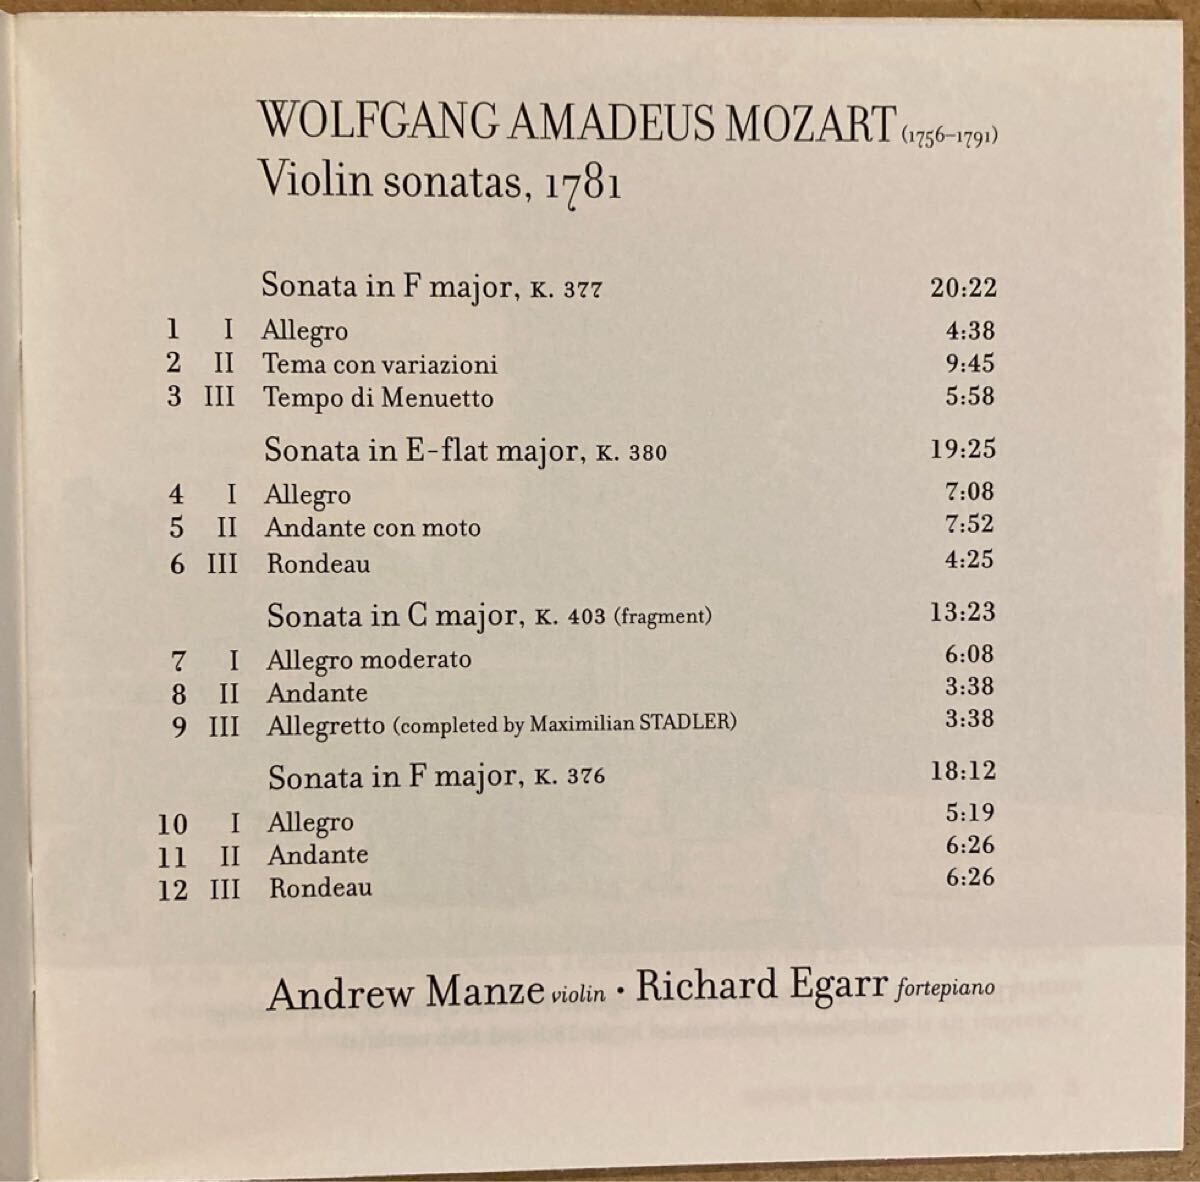 WOLFGANG AMADEUS MOZART (1756–1791)
Violin sonatas, 1781
Sonata in F major, K. 377 20:22
1 I Allegro 4:38
2 II Tema con variazioni 9:45
3 III Tempo di Menuetto 5:58
Sonata in E-flat major, K. 380 19:25
4 I Allegro 7:08
5 II Andante con moto 7:52
6 III Rondeau 4:25
Sonata in C major, K. 403 (fragment) 13:23
7 I Allegro moderato 6:08
8 II Andante 3:38
9 III Allegretto (completed by Maximilian STADLER) 3:38
Sonata in F major, K. 376 18:12
10 I Allegro 5:19
11 II Andante 6:26
12 III Rondeau 6:26
Andrew Manze violin · Richard Egarr fortepiano